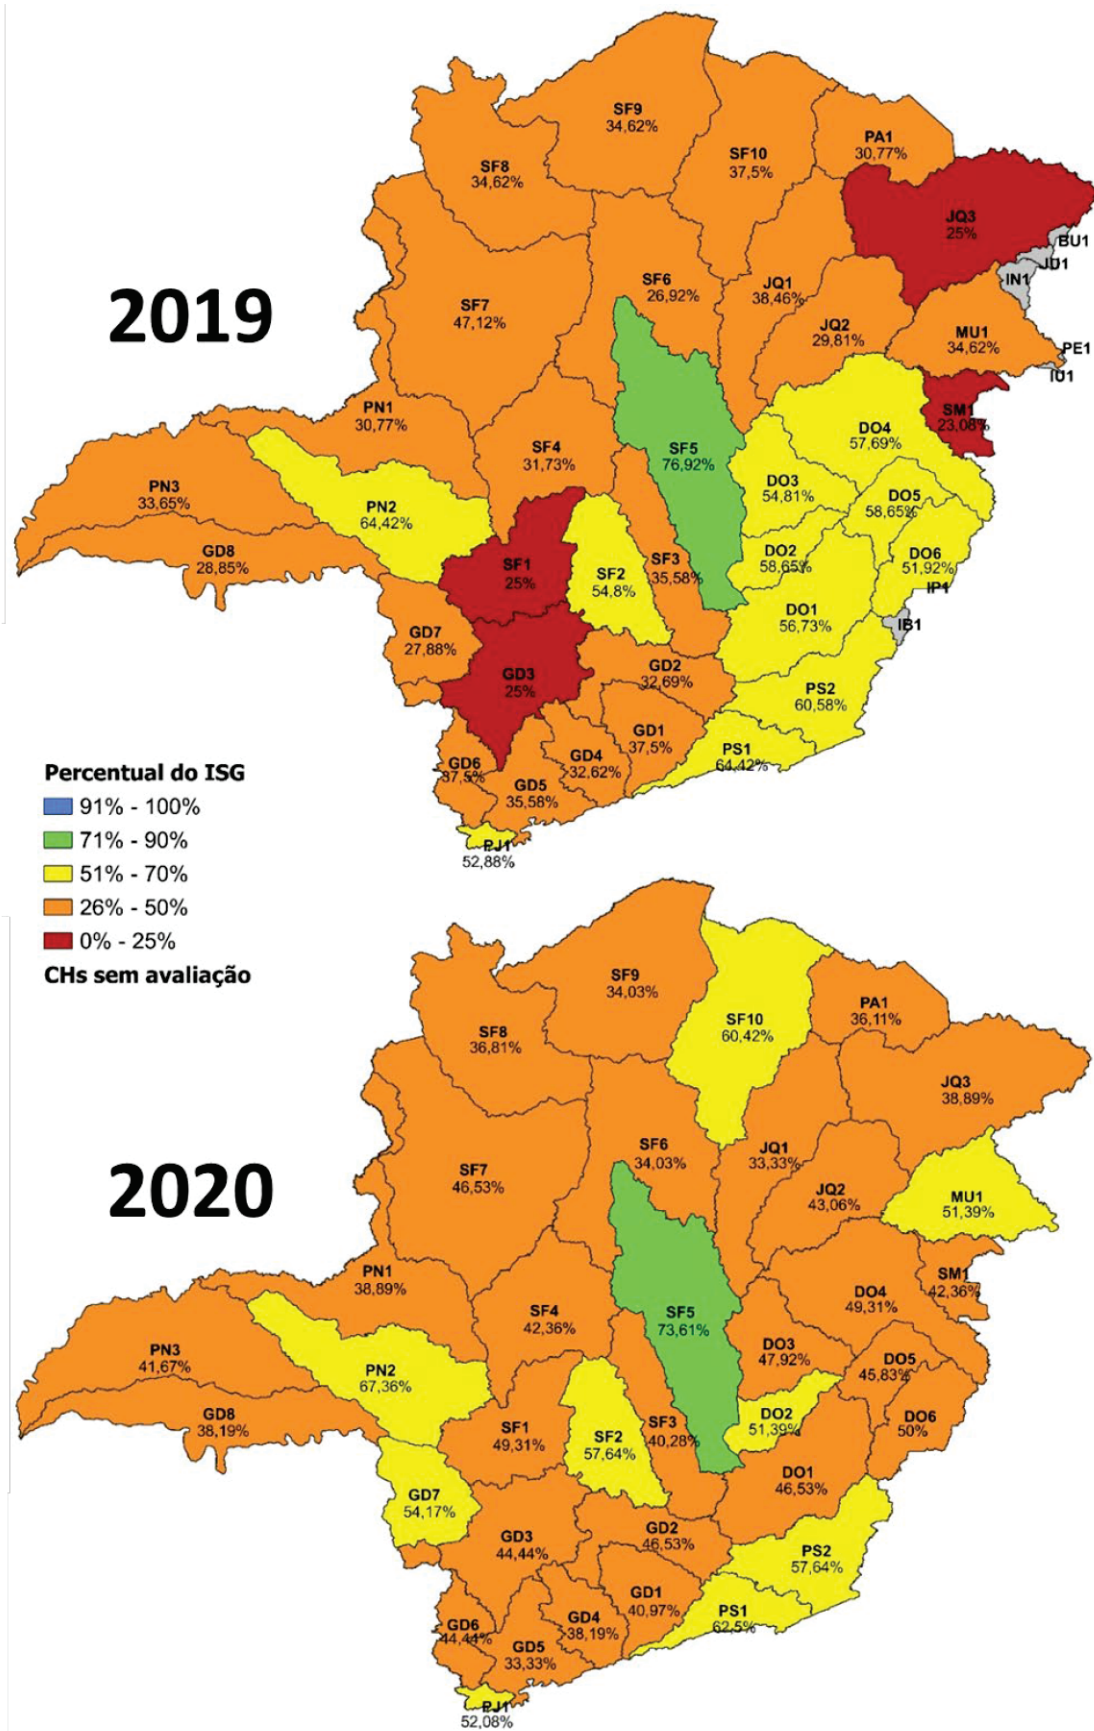 2019
SF9
34,62%
SF8
34,62%
SF10
37,5%
PA1
30,77%
JQ3
25%
BU1
JU1
IN1
SF7
47,12%
SF6
26,92%
JQ1
38,46%
JQ2
29,81%
MU1
34,62%
PE1
IU1
PN1
30,77%
SF4
31,73%
SF5
76,92%
DO4
57,69%
SM1
23,08%
PN3
33,65%
PN2
64,42%
DO3
54,81%
DO5
58,65%
GD8
28,85%
SF1
25%
SF2
54,8%
SF3
35,58%
DO2
58,65%
DO6
51,92%
IP1
DO1
56,73%
IB1
GD7
27,88%
GD3
25%
GD2
32,69%
PS2
60,58%
GD1
37,5%
PS1
64,42%
GD6
37,5%
GD4
32,62%
GD5
35,58%
PJ1
52,88%
Percentual do ISG
91% - 100%
71% - 90%
51% - 70%
26% - 50%
0% - 25%
CHs sem avaliação
2020
SF9
34,03%
SF8
36,81%
SF10
60,42%
PA1
36,11%
JQ3
38,89%
SF7
46,53%
SF6
34,03%
JQ1
33,33%
JQ2
43,06%
MU1
51,39%
PN1
38,89%
SF4
42,36%
SF5
73,61%
DO4
49,31%
SM1
42,36%
PN3
41,67%
PN2
67,36%
DO3
47,92%
DO5
45,83%
GD8
38,19%
SF1
49,31%
SF2
57,64%
SF3
40,28%
DO2
51,39%
DO6
50%
DO1
46,53%
GD7
54,17%
GD3
44,44%
GD2
46,53%
PS2
57,64%
GD1
40,97%
PS1
62,5%
GD6
44,44%
GD4
38,19%
GD5
33,33%
PJ1
52,08%